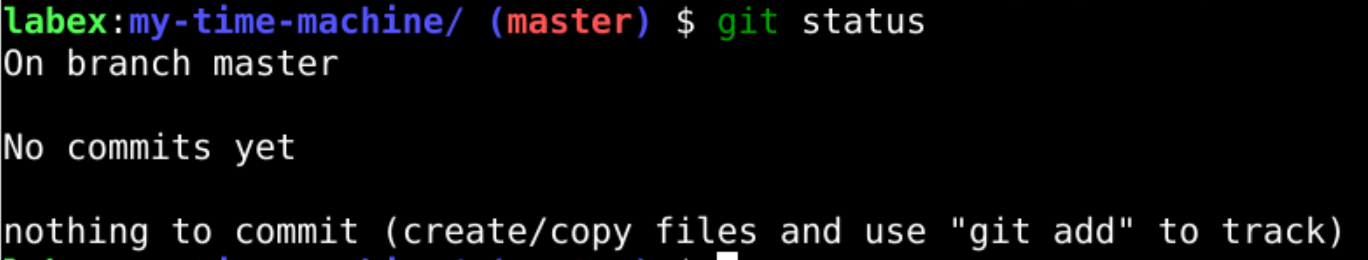 labex:my-time-machine/ (master) $ git status
On branch master
No commits yet
nothing to commit (create/copy files and use "git add" to track)